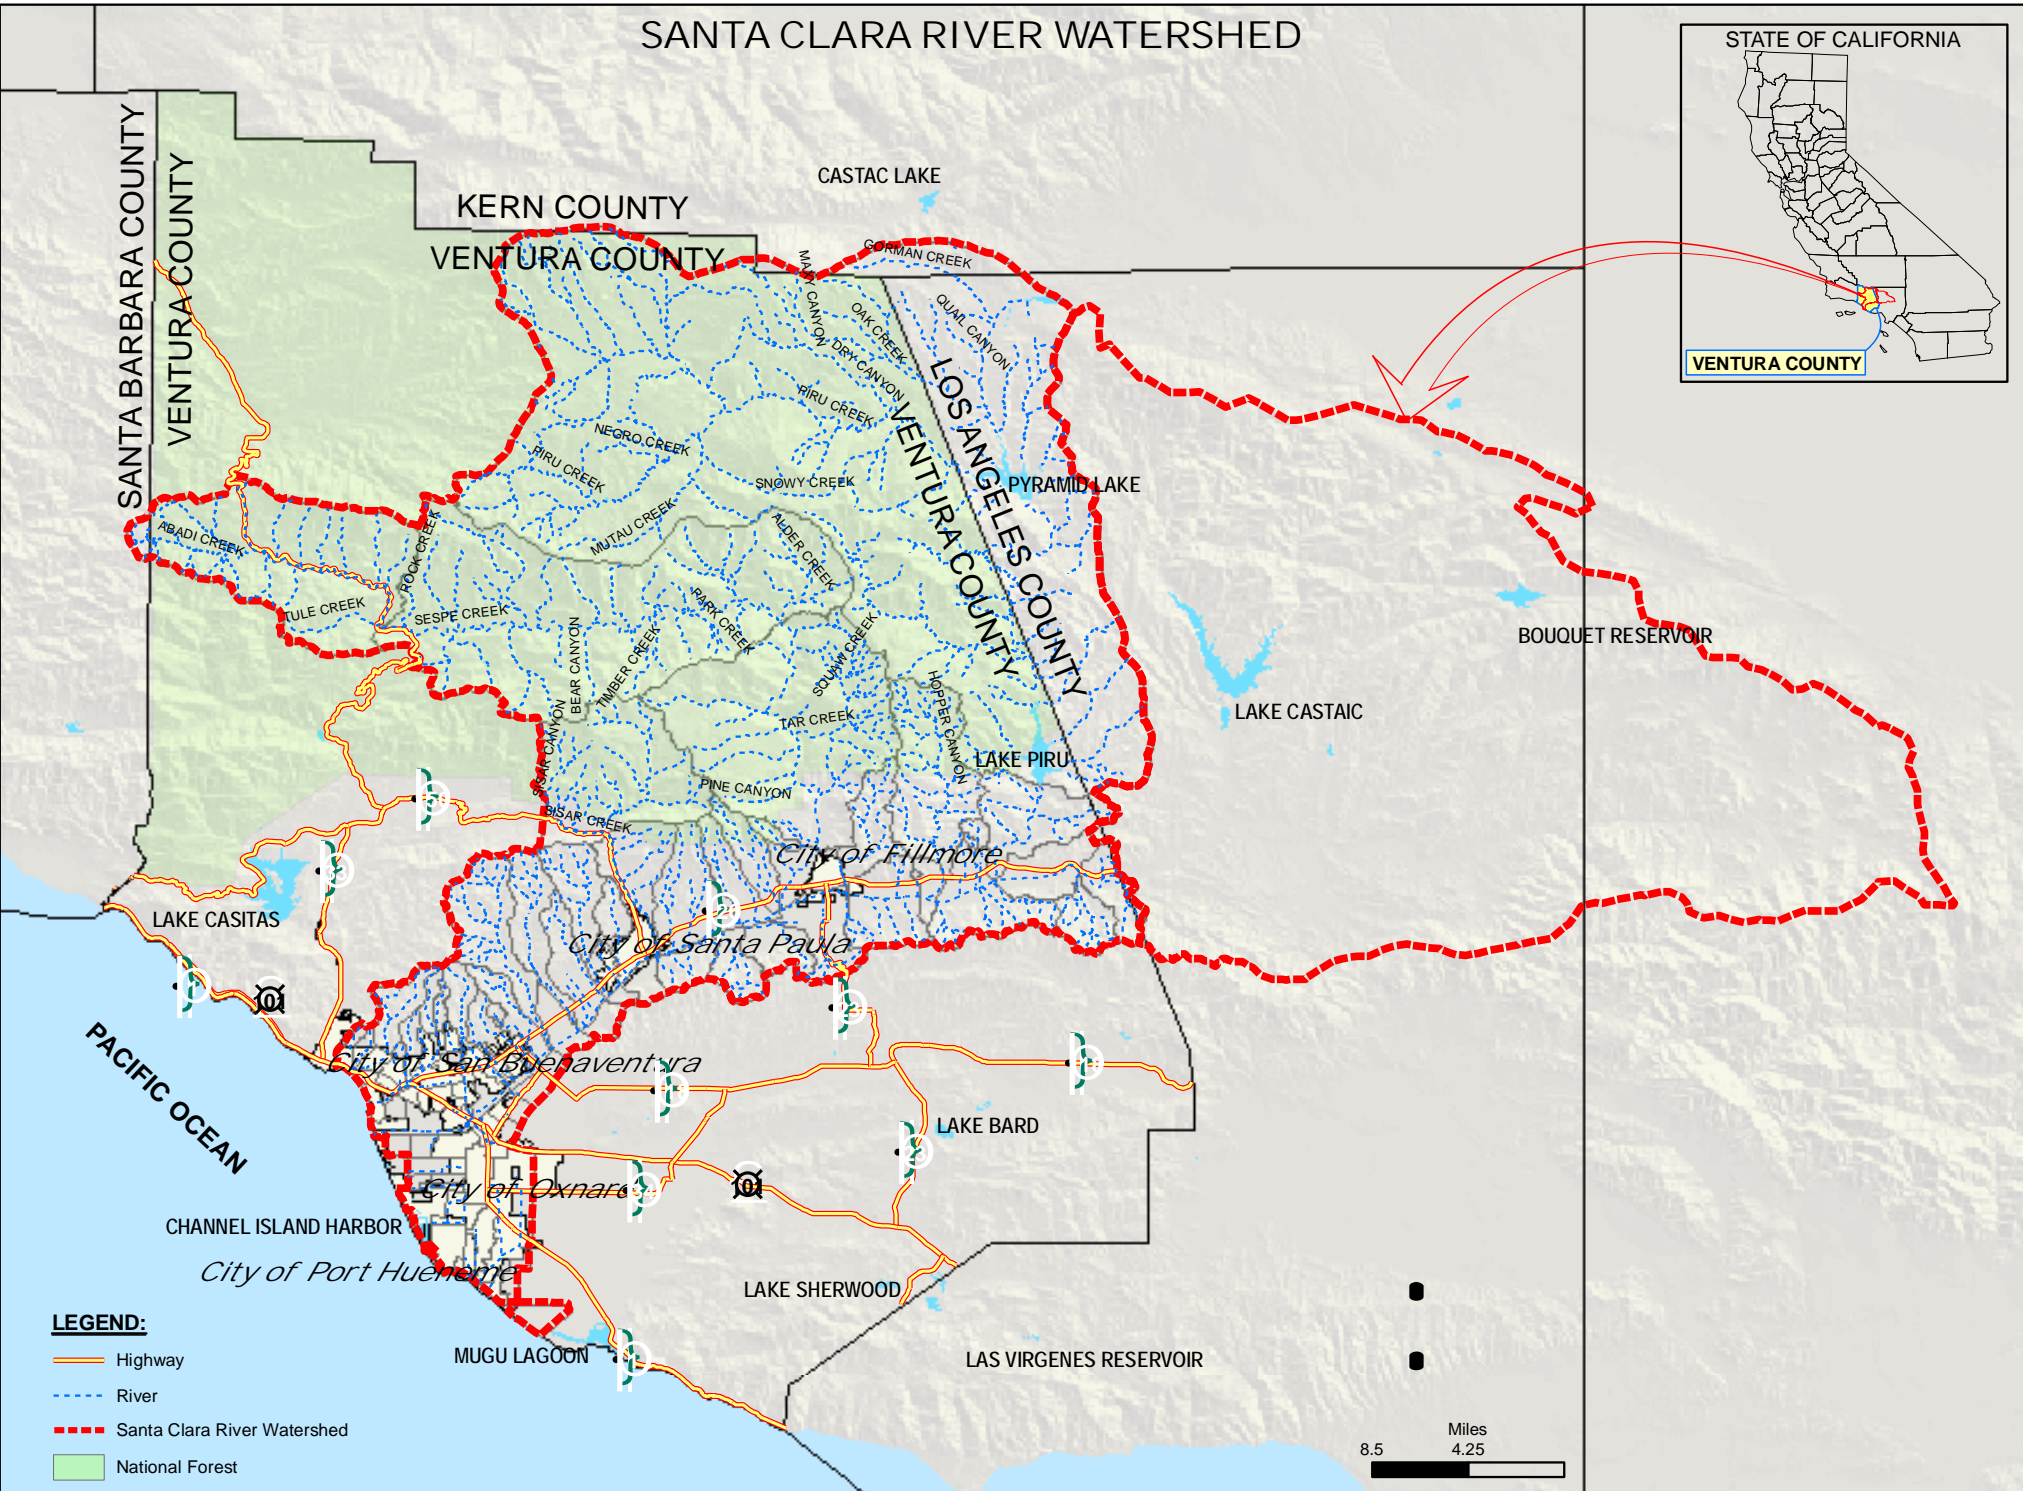 SANTA CLARA RIVER WATERSHED
STATE OF CALIFORNIA
VENTURA COUNTY
SANTA BARBARA COUNTY
VENTURA COUNTY
KERN COUNTY
VENTURA COUNTY
CASTAC LAKE
GORMAN CREEK
MARY CANYON
OAK CREEK
QUAIL CANYON
DRY CANYON
PIRU CREEK
LOS ANGELES COUNTY
VENTURA COUNTY
NEGRO CREEK
PIRU CREEK
SNOWY CREEK
PYRAMID LAKE
MUTAU CREEK
ALDER CREEK
ABADI CREEK
ROCK CREEK
TULE CREEK
SESPE CREEK
PARK CREEK
BEAR CANYON
TIMBER CREEK
SQUAW CREEK
HOPPER CANYON
BOUQUET RESERVOIR
LAKE CASTAIC
TAR CREEK
SISAR CANYON
LAKE PIRU
PINE CANYON
SISAR CREEK
City of Fillmore
LAKE CASITAS
City of Santa Paula
101
PACIFIC OCEAN
City of San Buenaventura
LAKE BARD
101
City of Oxnard
CHANNEL ISLAND HARBOR
City of Port Hueneme
LAKE SHERWOOD
MUGU LAGOON
LAS VIRGENES RESERVOIR
LEGEND:
Highway
River
Santa Clara River Watershed
National Forest
Miles
8.5 4.25